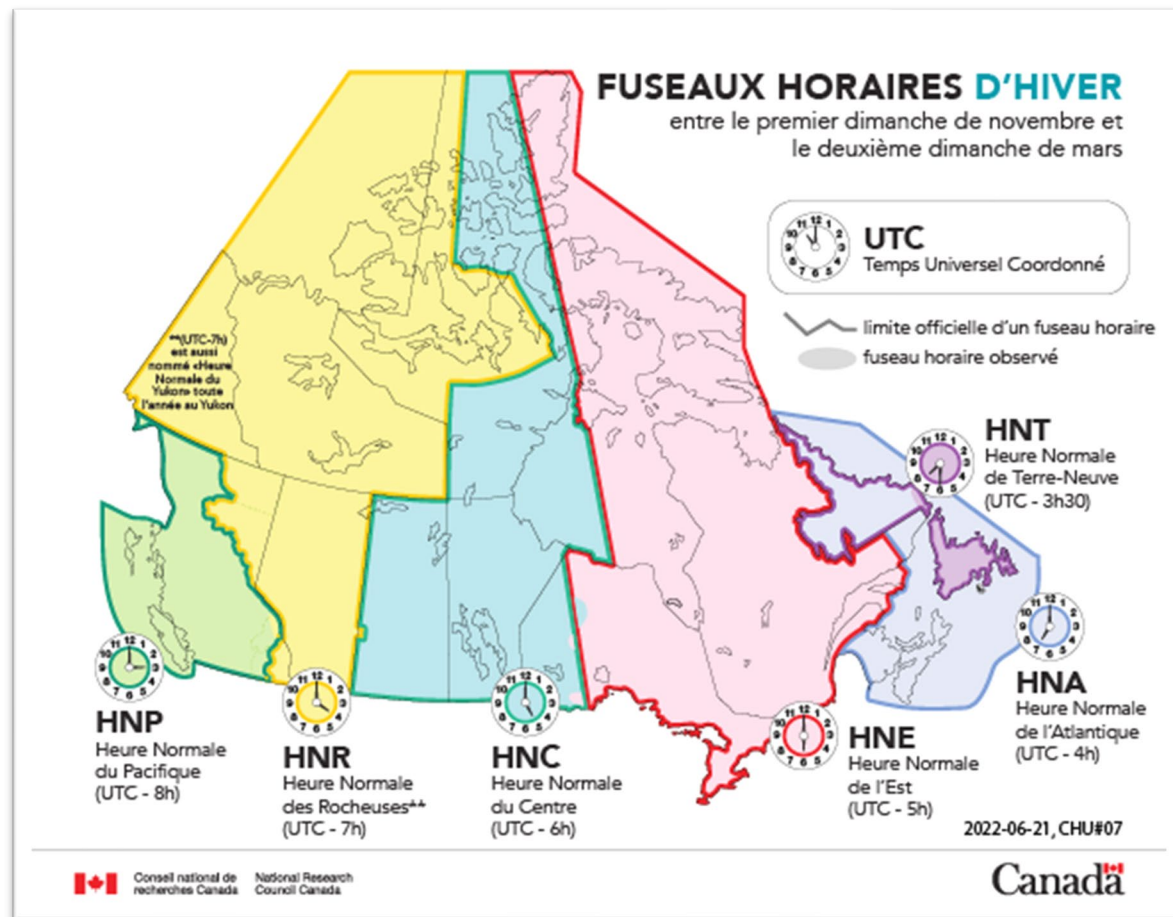 FUSEAUX HORAIRES D'HIVER
entre le premier dimanche de novembre et
le deuxième dimanche de mars
UTC
Temps Universel Coordonné
limite officielle d'un fuseau horaire
fuseau horaire observé
**(UTC-7h)
est aussi
nommé «Heure
Normale du
Yukon» toute
l'année au Yukon
HNT
Heure Normale
de Terre-Neuve
(UTC - 3h30)
HNA
Heure Normale
de l'Atlantique
(UTC - 4h)
HNP
Heure Normale
du Pacifique
(UTC - 8h)
HNR
Heure Normale
des Rocheuses**
(UTC - 7h)
HNC
Heure Normale
du Centre
(UTC - 6h)
HNE
Heure Normale
de l'Est
(UTC - 5h)
2022-06-21, CHU#07
Conseil national de
recherches Canada
National Research
Council Canada
Canada